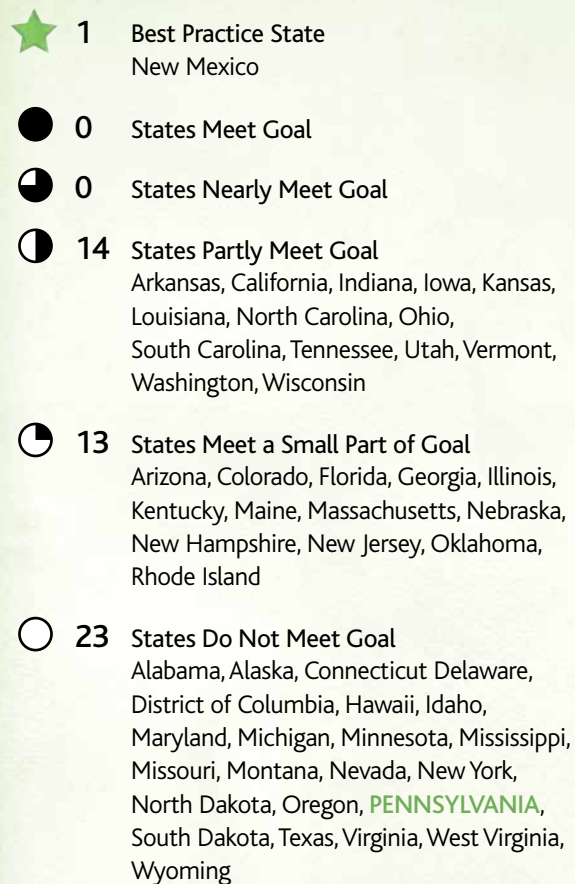 1 Best Practice State
New Mexico
0 States Meet Goal
0 States Nearly Meet Goal
14 States Partly Meet Goal
Arkansas, California, Indiana, Iowa, Kansas,
Louisiana, North Carolina, Ohio,
South Carolina, Tennessee, Utah, Vermont,
Washington, Wisconsin
13 States Meet a Small Part of Goal
Arizona, Colorado, Florida, Georgia, Illinois,
Kentucky, Maine, Massachusetts, Nebraska,
New Hampshire, New Jersey, Oklahoma,
Rhode Island
23 States Do Not Meet Goal
Alabama, Alaska, Connecticut Delaware,
District of Columbia, Hawaii, Idaho,
Maryland, Michigan, Minnesota, Mississippi,
Missouri, Montana, Nevada, New York,
North Dakota, Oregon, PENNSYLVANIA,
South Dakota, Texas, Virginia, West Virginia,
Wyoming